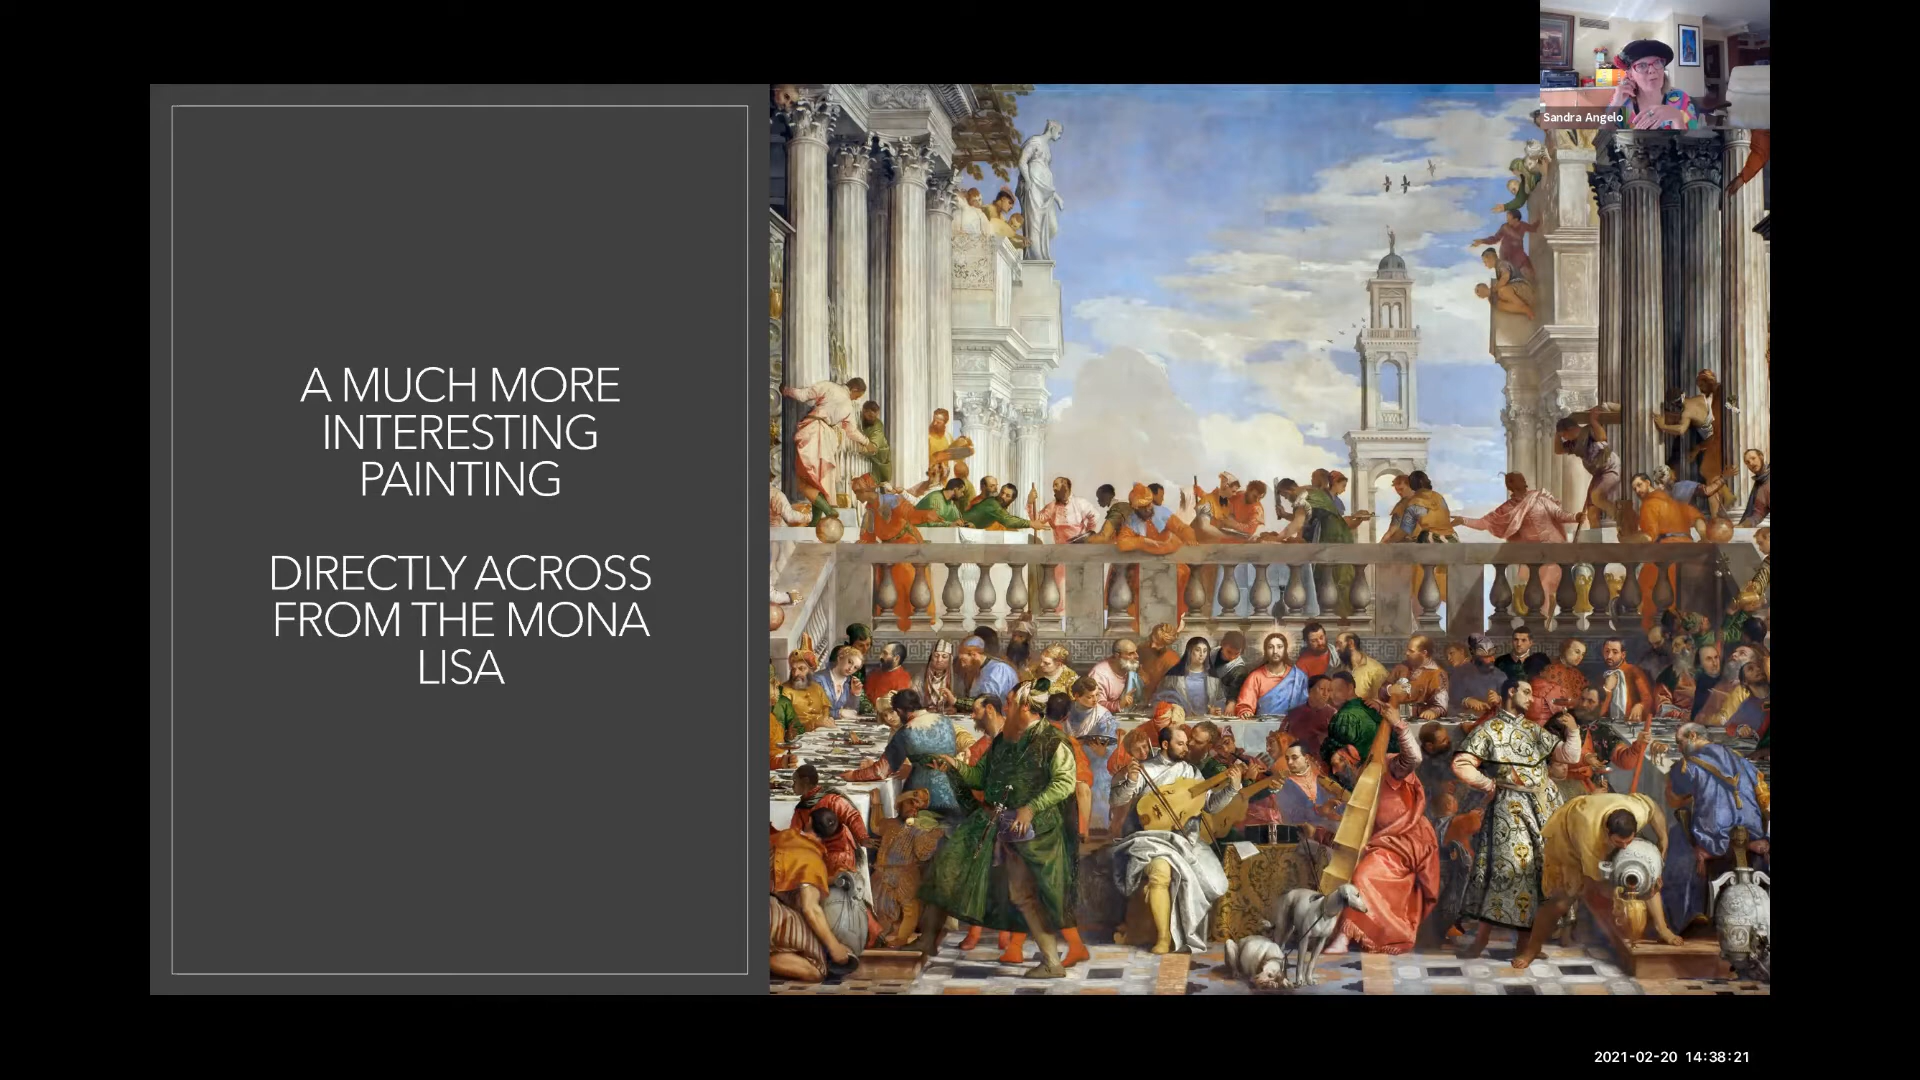 Sandra Angelo
A MUCH MORE
INTERESTING
PAINTING
DIRECTLY ACROSS
FROM THE MONA
LISA
2021-02-20 14:38:21